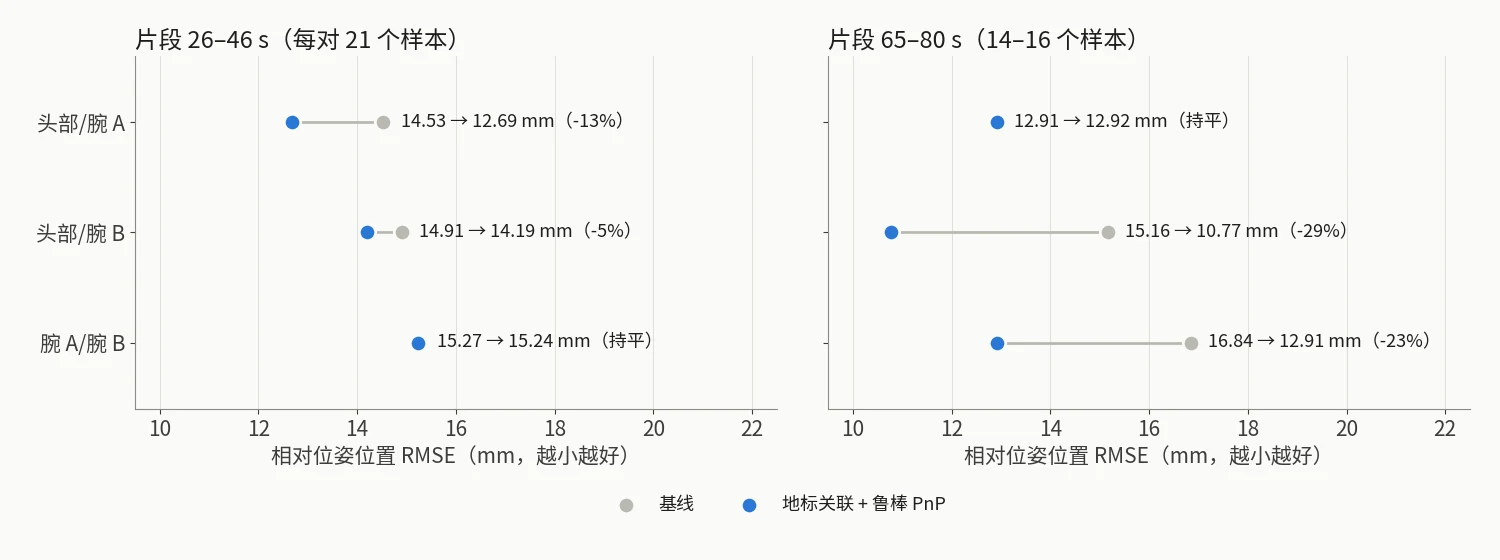 片段 26–46 s（每对 21 个样本）
头部/腕 A
14.53 → 12.69 mm（-13%）
头部/腕 B
14.91 → 14.19 mm（-5%）
腕 A/腕 B
15.27 → 15.24 mm（持平）
10 12 14 16 18 20 22
相对位姿位置 RMSE（mm，越小越好）
片段 65–80 s（14–16 个样本）
12.91 → 12.92 mm（持平）
15.16 → 10.77 mm（-29%）
16.84 → 12.91 mm（-23%）
10 12 14 16 18 20 22
相对位姿位置 RMSE（mm，越小越好）
基线 地标关联 + 鲁棒 PnP